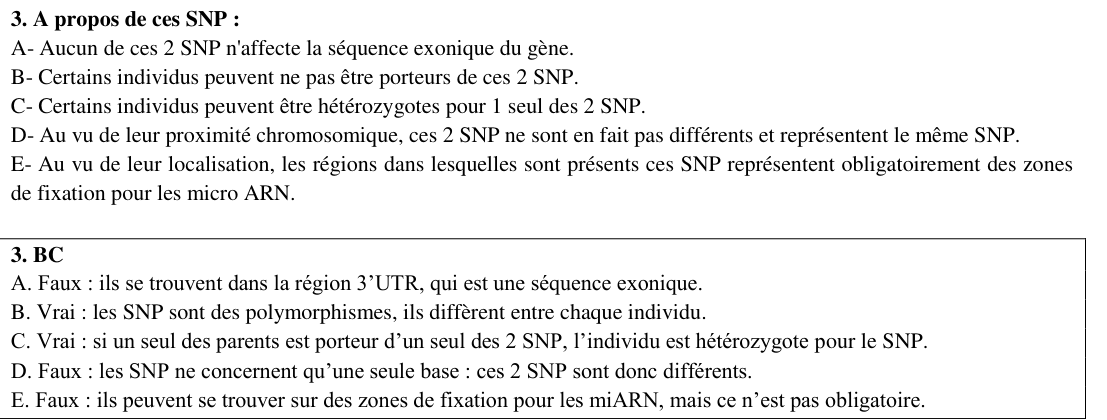 3. A propos de ces SNP :
A- Aucun de ces 2 SNP n'affecte la séquence exonique du gène.
B- Certains individus peuvent ne pas être porteurs de ces 2 SNP.
C- Certains individus peuvent être hétérozygotes pour 1 seul des 2 SNP.
D- Au vu de leur proximité chromosomique, ces 2 SNP ne sont en fait pas différents et représentent le même SNP.
E- Au vu de leur localisation, les régions dans lesquelles sont présents ces SNP représentent obligatoirement des zones
de fixation pour les micro ARN.
3. BC
A. Faux : ils se trouvent dans la région 3’UTR, qui est une séquence exonique.
B. Vrai : les SNP sont des polymorphismes, ils diffèrent entre chaque individu.
C. Vrai : si un seul des parents est porteur d’un seul des 2 SNP, l’individu est hétérozygote pour le SNP.
D. Faux : les SNP ne concernent qu’une seule base : ces 2 SNP sont donc différents.
E. Faux : ils peuvent se trouver sur des zones de fixation pour les miARN, mais ce n’est pas obligatoire.